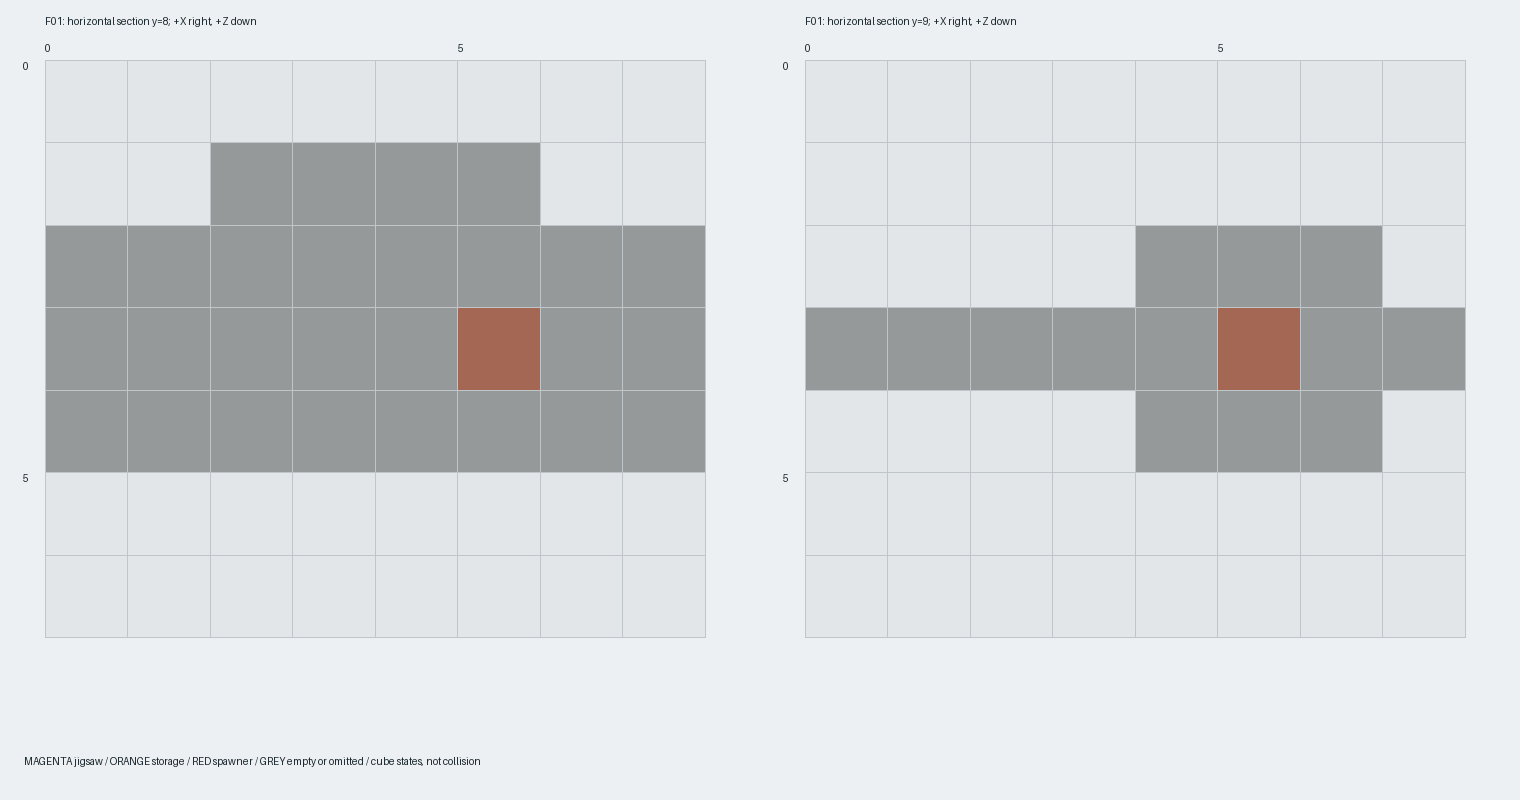 F01: horizontal section y=8; +X right, +Z down
F01: horizontal section y=9; +X right, +Z down
0 5
0 5
0
0
5
5
MAGENTA jigsaw / ORANGE storage / RED spawner / GREY empty or omitted / cube states, not collision